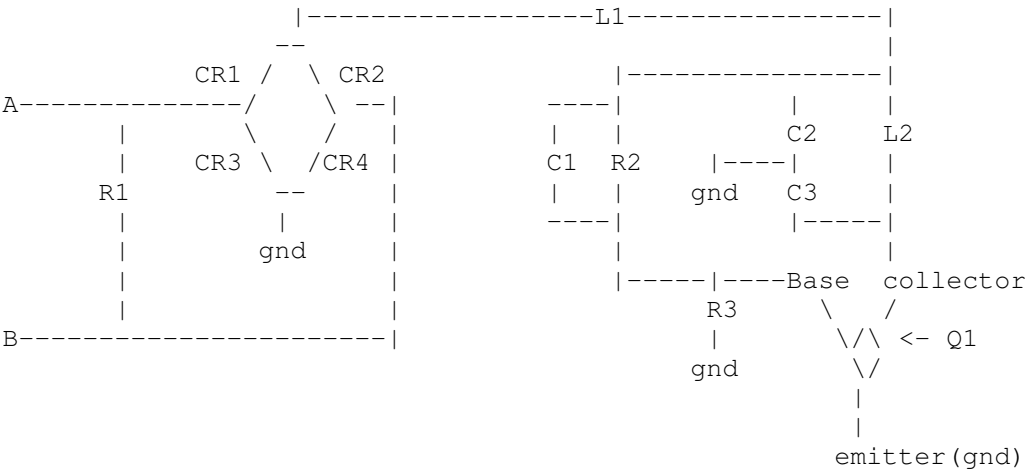 |------------------L1----------------|
                 --                                    |
            CR1 /  \ CR2             |----------------|
A--------------/    \ --|         ----|          |     |
       |       \    /   |         |   |          C2    L2
       |    CR3 \  /CR4 |        C1  R2     |----|     |
      R1         --     |         |   |    gnd   C3    |
       |         |      |         ----|          |-----|
       |        gnd     |             |                |
       |                |             |-----|----Base  collector
       |                |                  R3      \   /
B-----------------------|                   |       \/\ <- Q1
                                           gnd       \/
                                                     |
                                                     |
                                                    emitter(gnd)